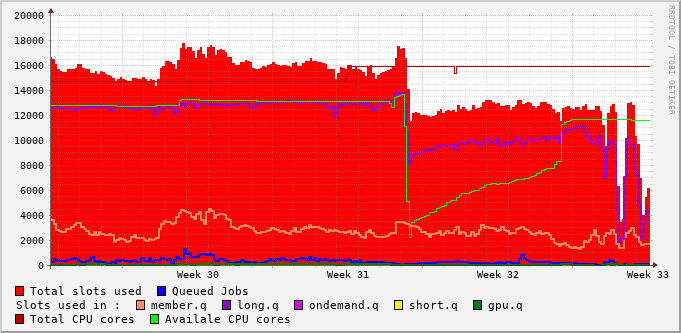 20000
18000
16000
14000
12000
10000
8000
6000
4000
2000
0
Week 30 Week 31 Week 32 Week 33
RRDTOOL / TOBI OETIKER
Total slots used Queued Jobs
Slots used in : member.q long.q ondemand.q short.q gpu.q
Total CPU cores Availale CPU cores